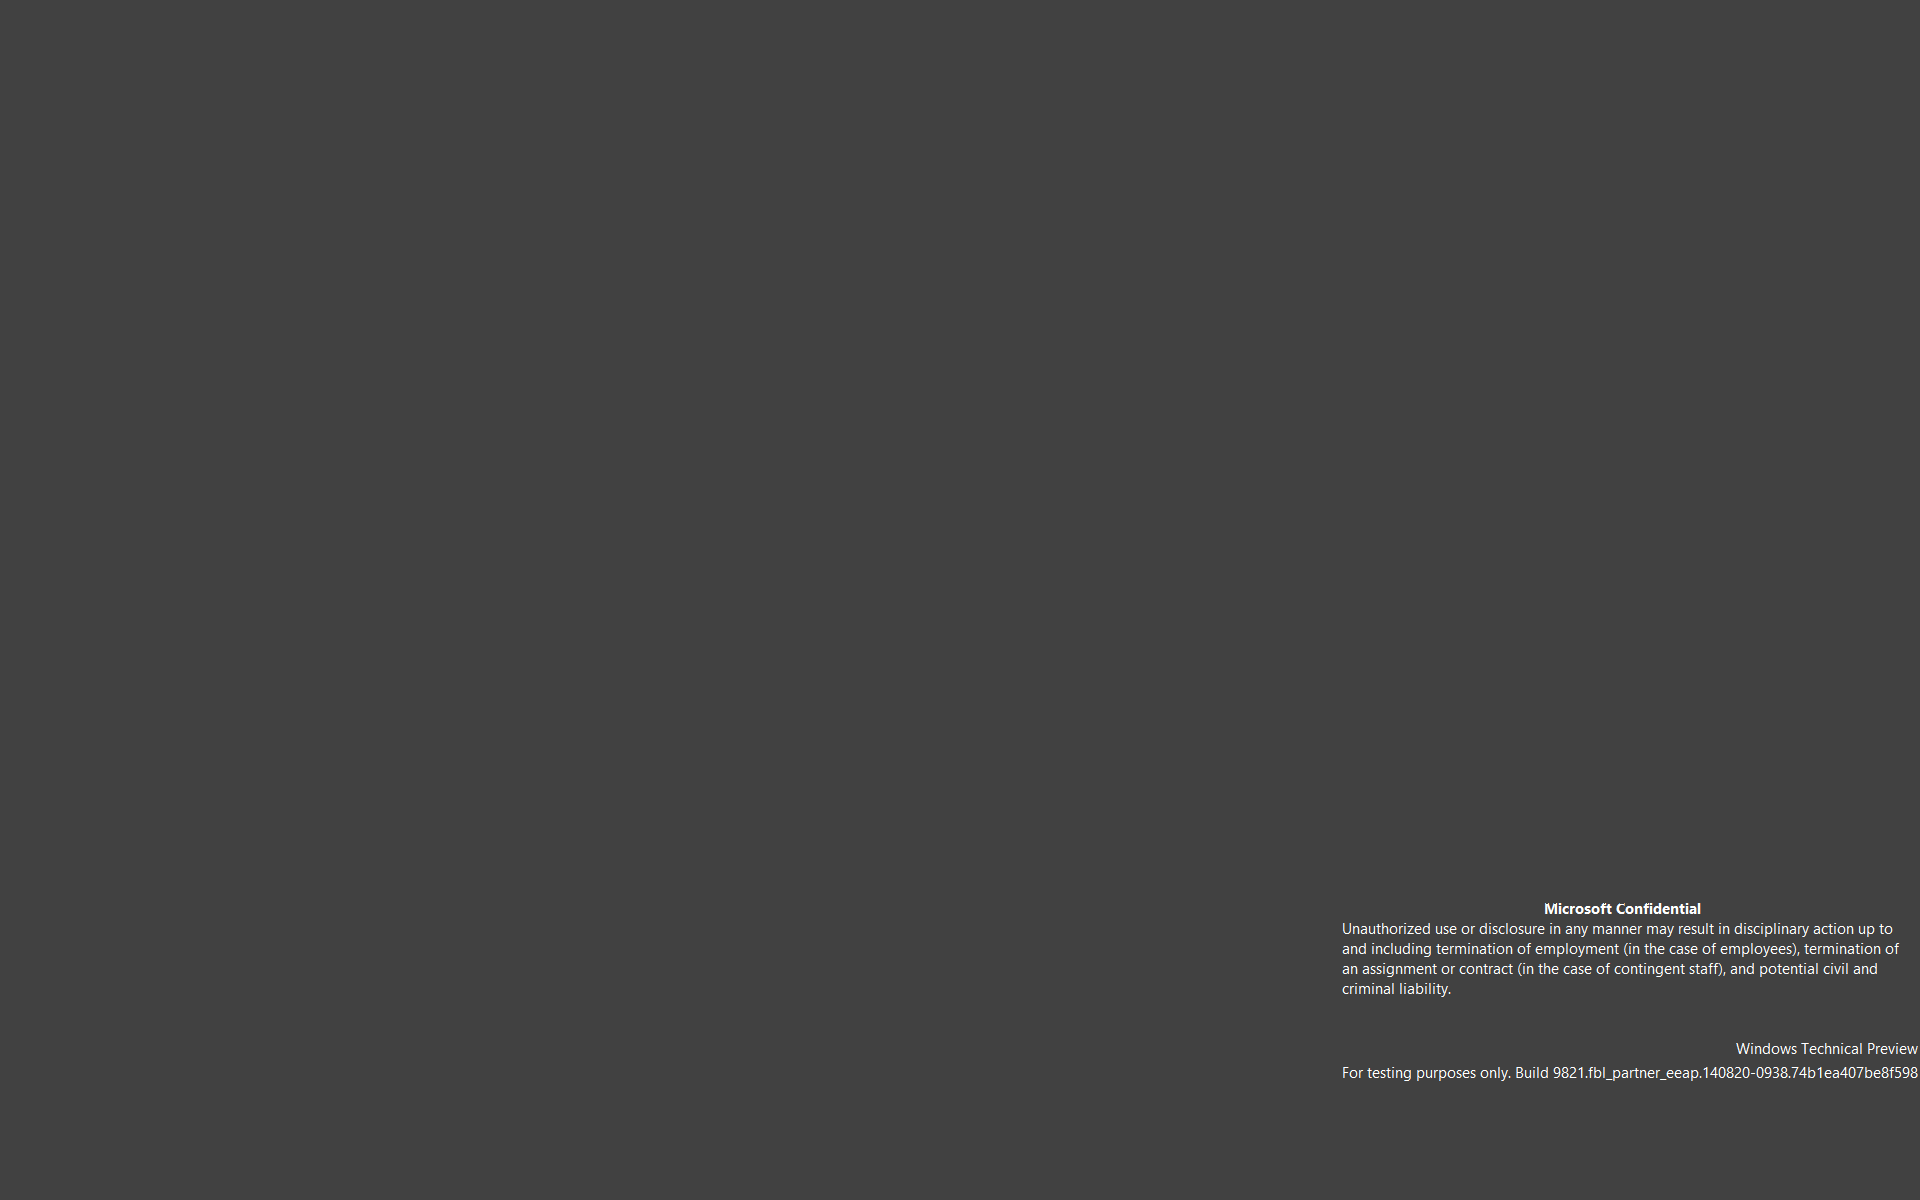 Microsoft Confidential
Unauthorized use or disclosure in any manner may result in disciplinary action up to
and including termination of employment (in the case of employees), termination of
an assignment or contract (in the case of contingent staff), and potential civil and
criminal liability.
Windows Technical Preview
For testing purposes only. Build 9821.fbl_partner_eeap.140820-0938.74b1ea407be8f598